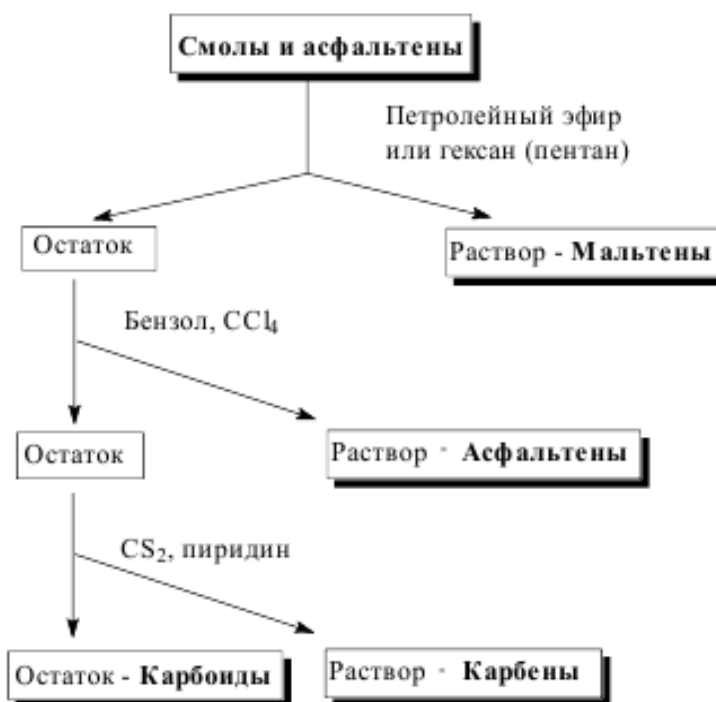 Смолы и асфальтены
Петролейный эфир
или гексан (пентан)
Остаток
Раствор - Мальтены
Бензол, CCl₄
Остаток
Раствор - Асфальтены
CS₂, пиридин
Остаток - Карбоиды
Раствор - Карбены